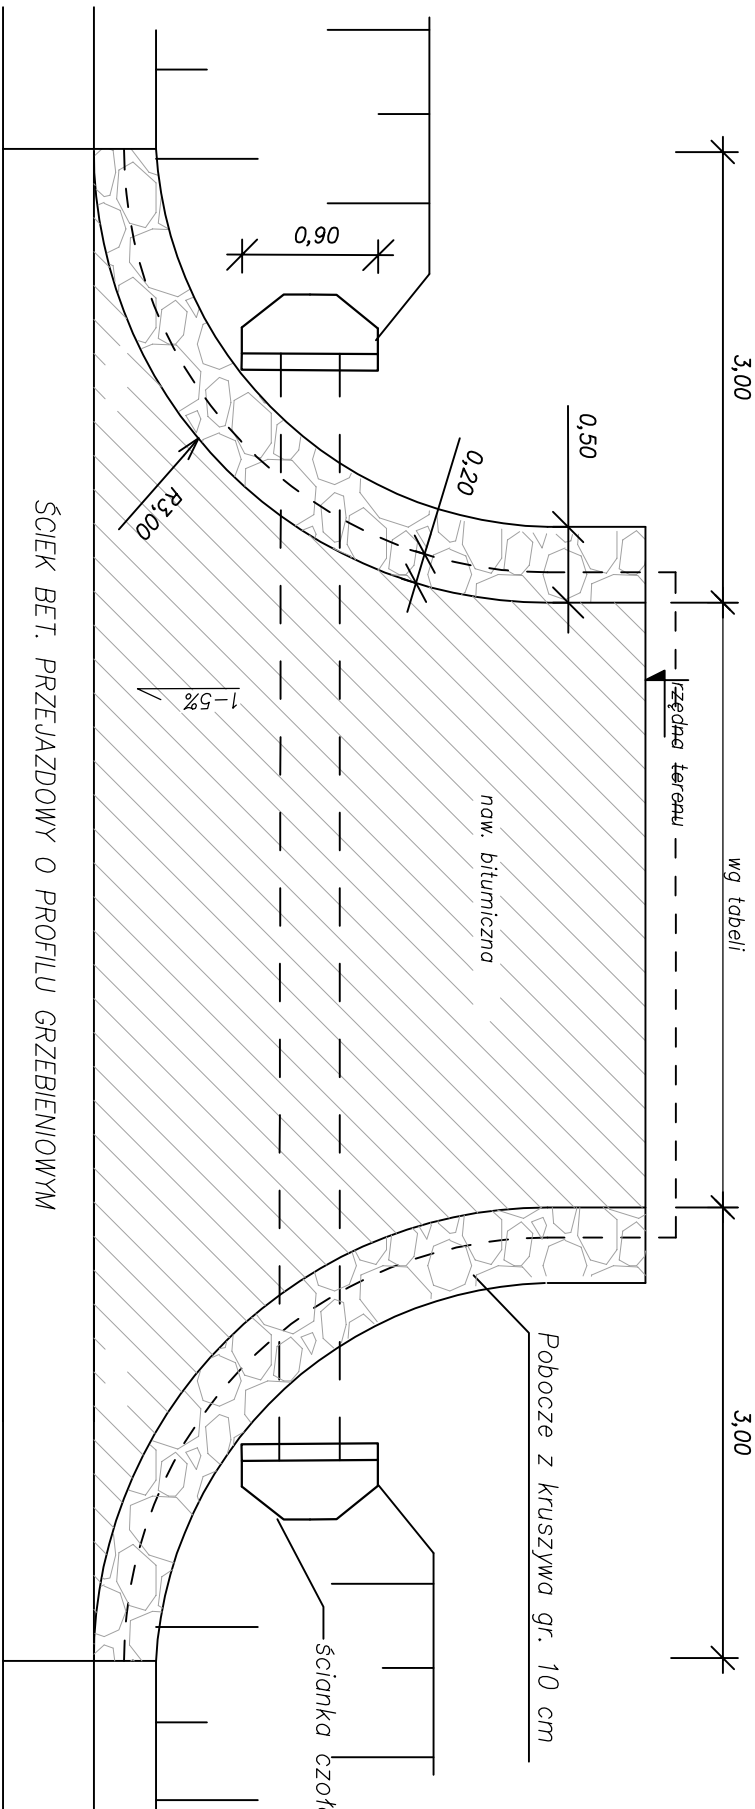 3,00
wg tabeli
3,00
rzędna terenu
0,50
0,20
Pobocze z kruszywa gr. 10 cm
naw. bitumiczna
0,90
ścianka
1-5%
R3,00
ŚCIEK BET. PRZEJAZDOWY O PROFILU GRZEBIENIOWYM